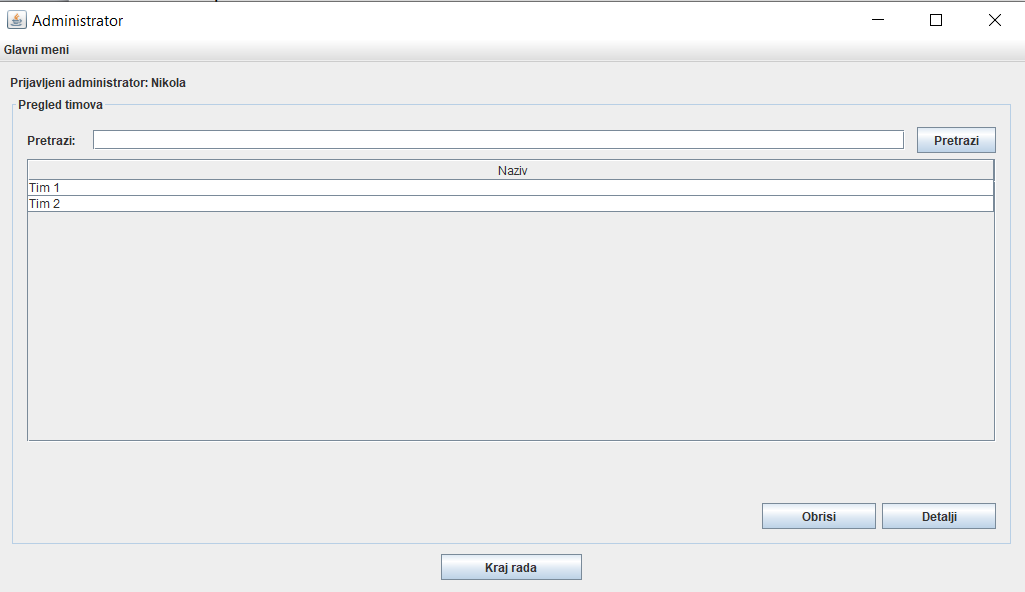 Administrator
Glavni meni
Prijavljeni administrator: Nikola
Pregled timova
Pretrazi: Pretrazi
Naziv
Tim 1
Tim 2
Obrisi Detalji
Kraj rada